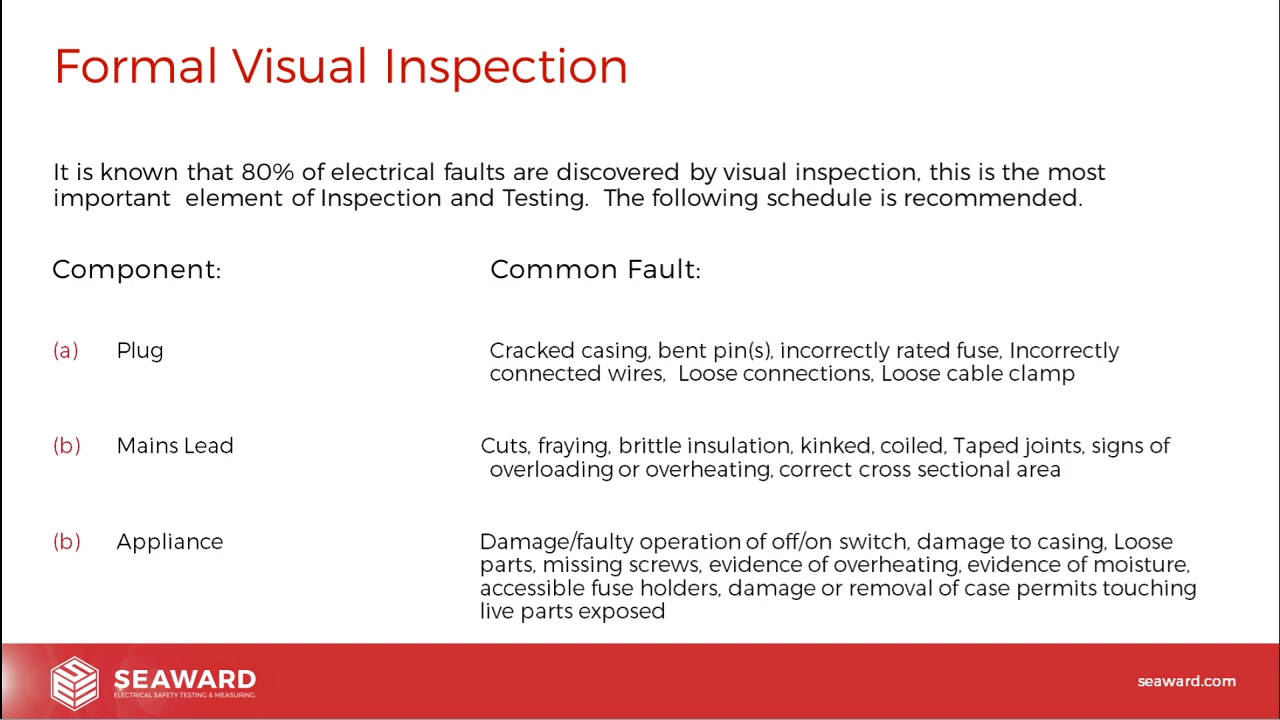 Formal Visual Inspection
It is known that 80% of electrical faults are discovered by visual inspection, this is the most
important  element of Inspection and Testing.  The following schedule is recommended.
Component: Common Fault:
(a) Plug Cracked casing, bent pin(s), incorrectly rated fuse, Incorrectly
connected wires,  Loose connections, Loose cable clamp
(b) Mains Lead Cuts, fraying, brittle insulation, kinked, coiled, Taped joints, signs of
overloading or overheating, correct cross sectional area
(b) Appliance Damage/faulty operation of off/on switch, damage to casing, Loose
parts, missing screws, evidence of overheating, evidence of moisture,
accessible fuse holders, damage or removal of case permits touching
live parts exposed
SEAWARD
ELECTRICAL SAFETY TESTING & MEASURING.
seaward.com